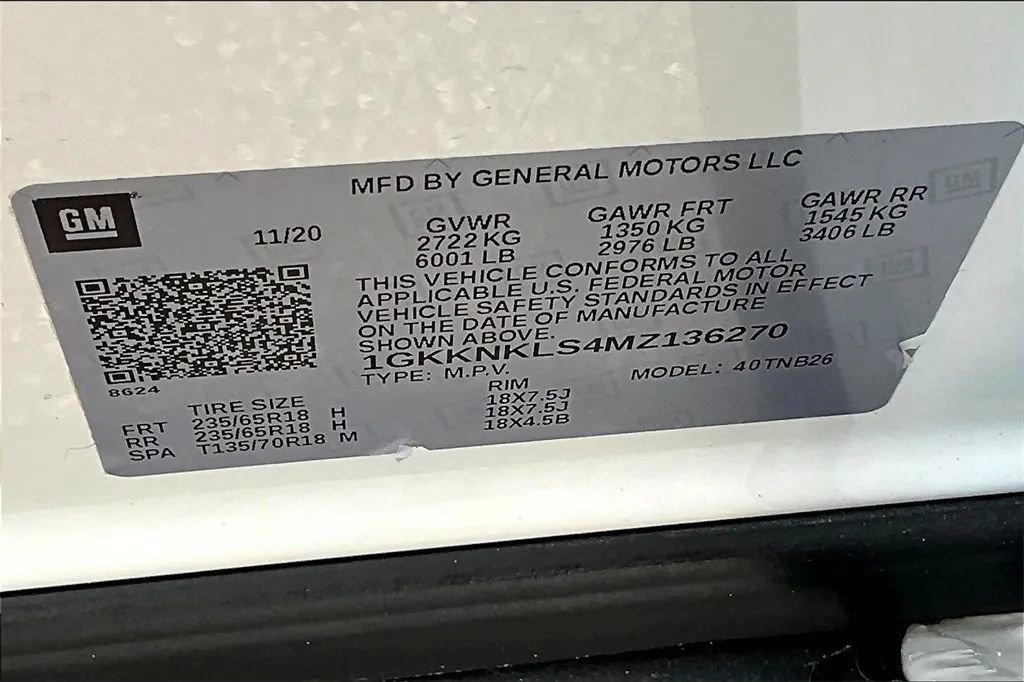 MFD BY GENERAL MOTORS LLC
GM
11/20
GVWR
2722 KG
6001 LB
GAWR FRT
1350 KG
2976 LB
GAWR RR
1545 KG
3406 LB
THIS VEHICLE CONFORMS TO ALL
APPLICABLE U.S. FEDERAL MOTOR
VEHICLE SAFETY STANDARDS IN EFFECT
ON THE DATE OF MANUFACTURE
SHOWN ABOVE.
1GKKNKLS4MZ136270
TYPE: M.P.V.
MODEL: 40TNB26
8624
TIRE SIZE
RIM
FRT 235/65R18 H 18X7.5J
RR 235/65R18 H 18X7.5J
SPA T135/70R18 M 18X4.5B